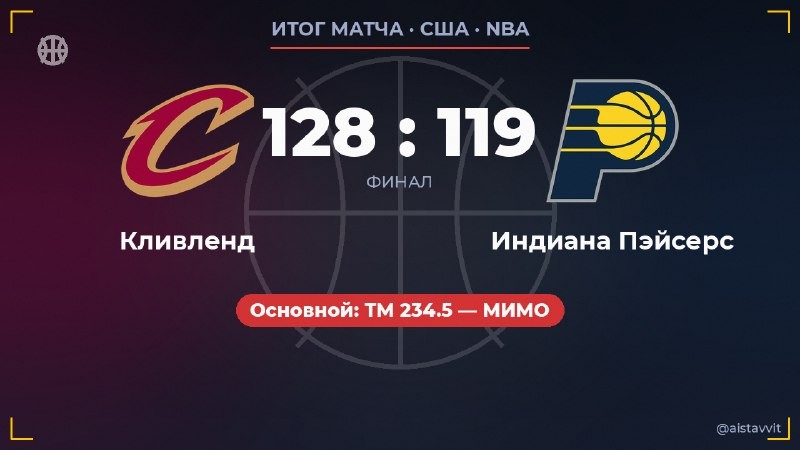 ИТОГ МАТЧА · США · NBA
128 : 119
ФИНАЛ
Кливленд
Индиана Пэйсерс
Основной: ТМ 234.5 — МИМО
@aistavvit